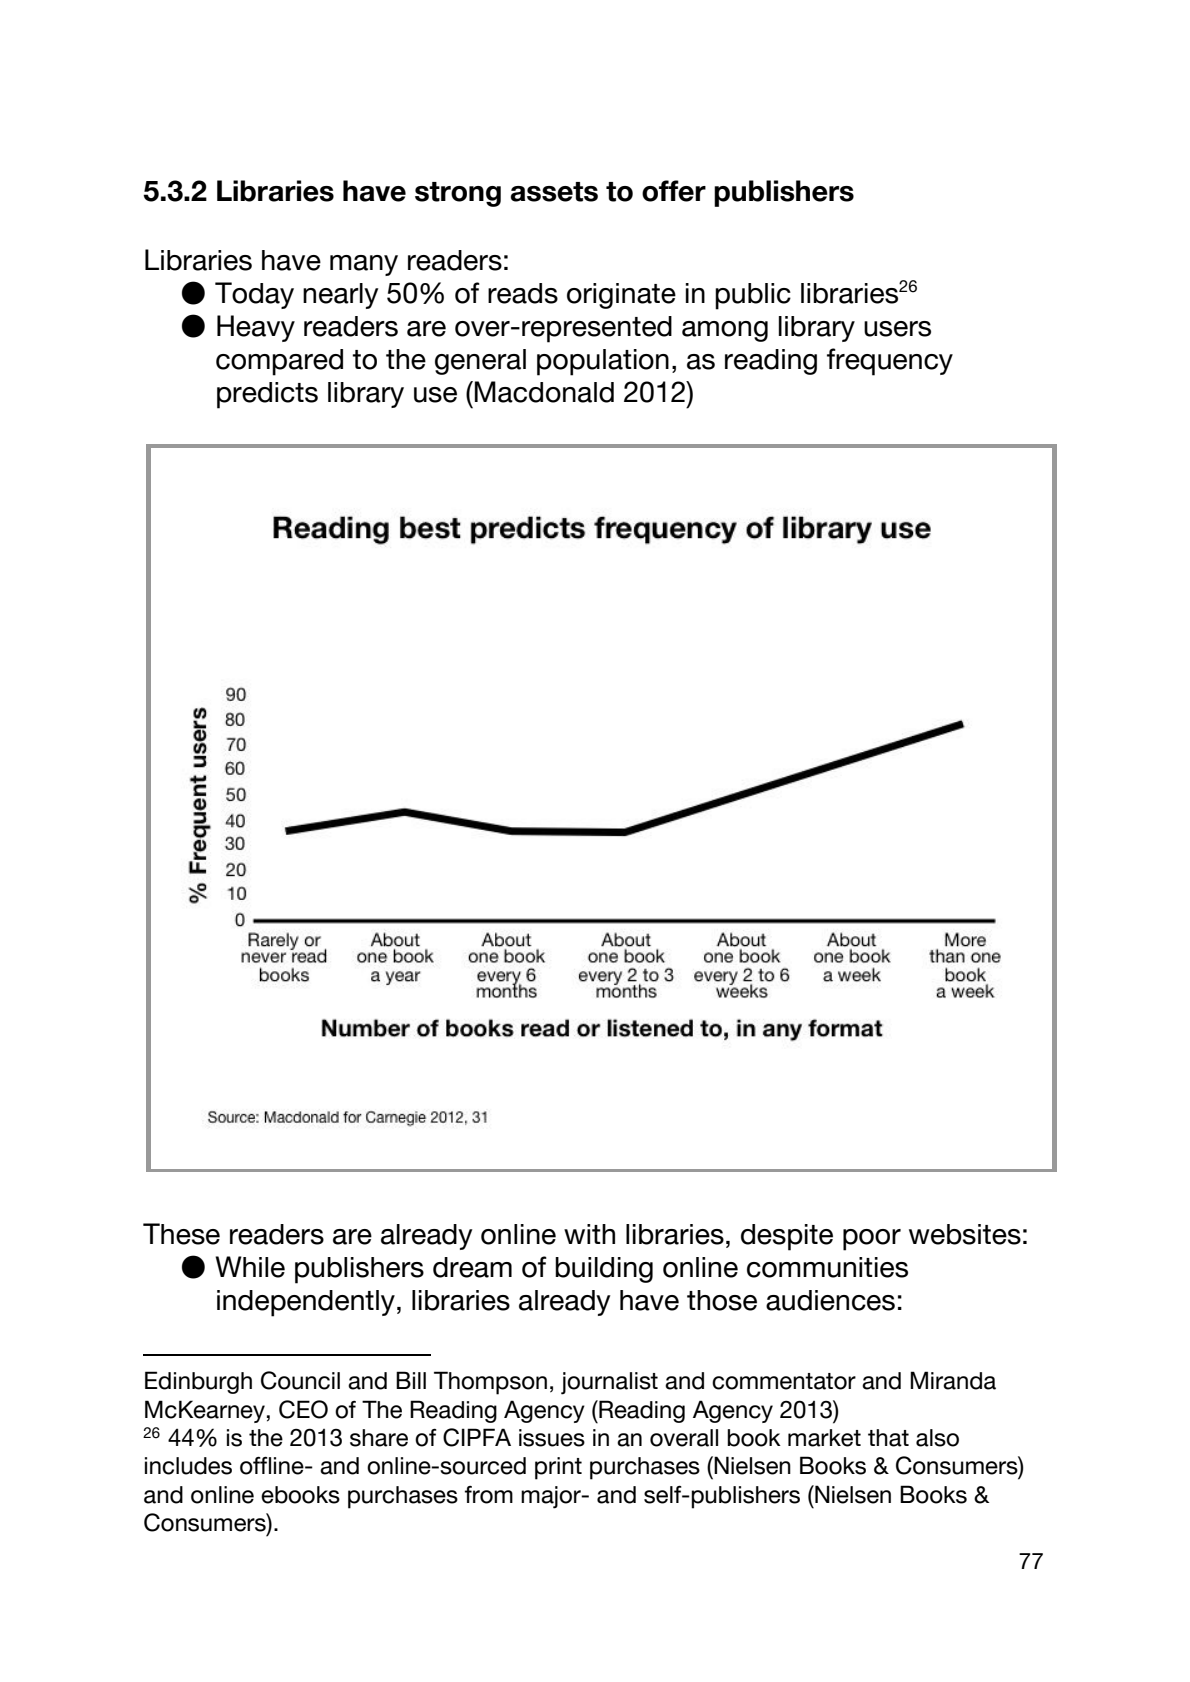 5.3.2 Libraries have strong assets to offer publishers
Libraries have many readers:
● Today nearly 50% of reads originate in public libraries26
● Heavy readers are over-represented among library users
compared to the general population, as reading frequency
predicts library use (Macdonald 2012)
Reading best predicts frequency of library use
% Frequent users
90
80
70
60
50
40
30
20
10
0
Rarely or
never read
books
About
one book
a year
About
one book
every 6
months
About
one book
every 2 to 3
months
About
one book
every 2 to 6
weeks
About
one book
a week
More
than one
book
a week
Number of books read or listened to, in any format
Source: Macdonald for Carnegie 2012, 31
These readers are already online with libraries, despite poor websites:
● While publishers dream of building online communities
independently, libraries already have those audiences:
Edinburgh Council and Bill Thompson, journalist and commentator and Miranda
McKearney, CEO of The Reading Agency (Reading Agency 2013)
26 44% is the 2013 share of CIPFA issues in an overall book market that also
includes offline- and online-sourced print purchases (Nielsen Books & Consumers)
and online ebooks purchases from major- and self-publishers (Nielsen Books &
Consumers).
77